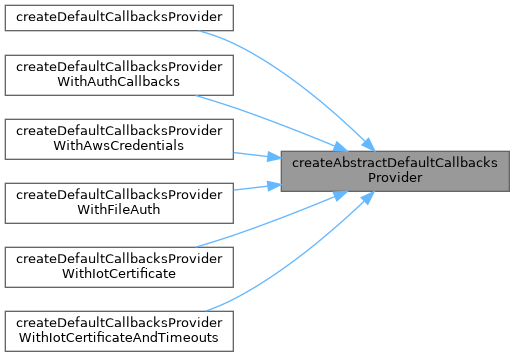 createDefaultCallbacksProvider
createDefaultCallbacksProvider
WithAuthCallbacks
createDefaultCallbacksProvider
WithAwsCredentials
createDefaultCallbacksProvider
WithFileAuth
createDefaultCallbacksProvider
WithIotCertificate
createDefaultCallbacksProvider
WithIotCertificateAndTimeouts
createAbstractDefaultCallbacks
Provider